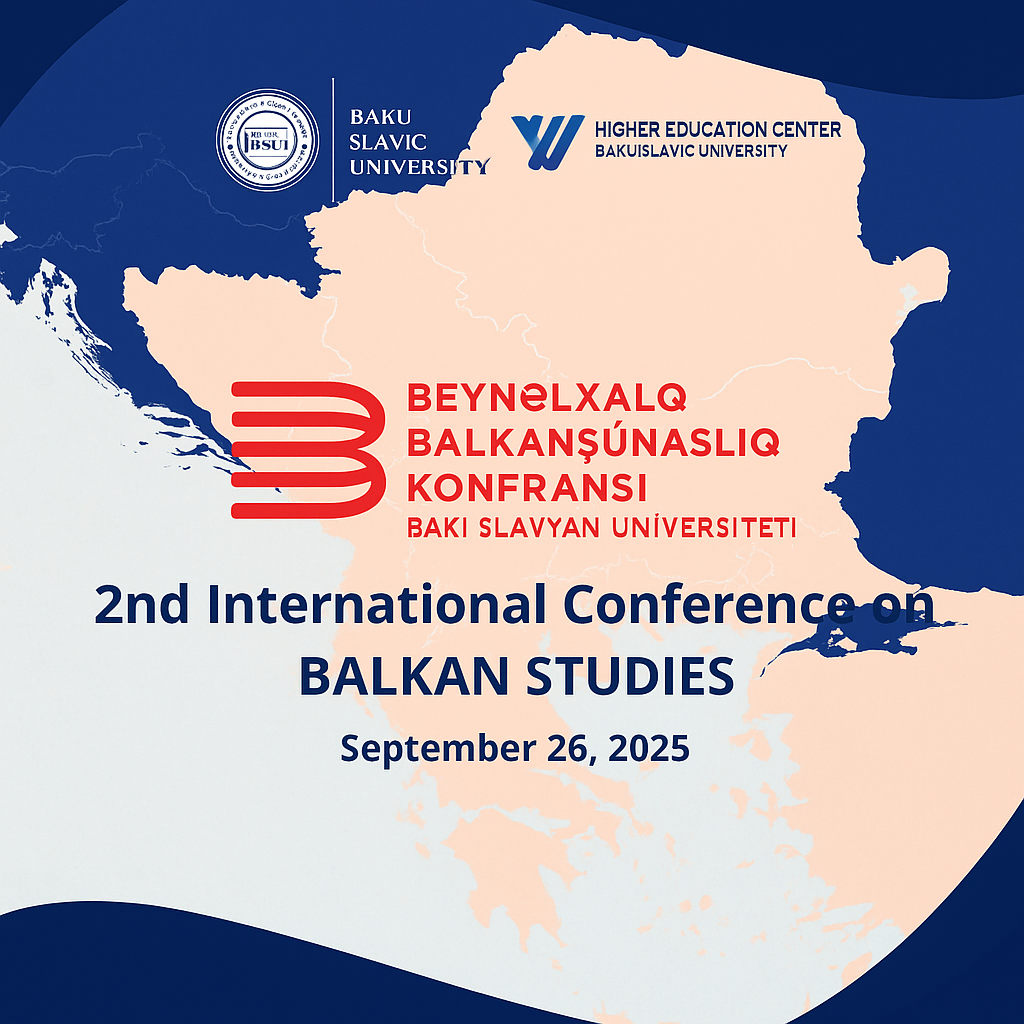 BSUI
BAKU
SLAVIC
UNIVERSITY
HIGHER EDUCATION CENTER
BAKUISLAVIC UNIVERSITY
BEYNƏLXALQ
BALKANŞÚNASLIQ
KONFRANSI
BAKI SLAVYAN UNİVERSITETI
2nd International Conference on
BALKAN STUDIES
September 26, 2025